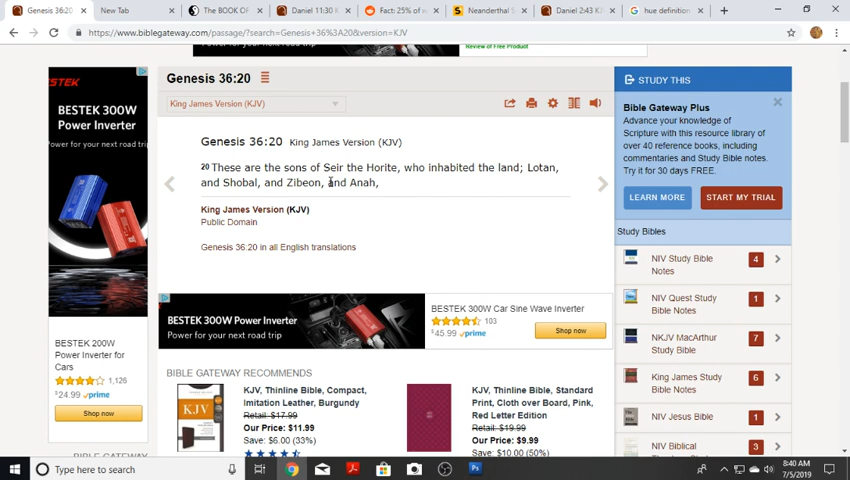 Genesis 36:20 KJ
New Tab
The BOOK OF
Daniel 11:30 K
Fact: 25% of w
Neanderthal S
Daniel 2:43 K
hue definition
https://www.biblegateway.com/passage/?search=Genesis+36%3A20&version=KJV
Review of Free Product
BESTEK
BESTEK 300W
Power Inverter
Power for your next road trip
BESTEK 200W
Power Inverter for
Cars
1,126
$24.99 prime
Shop now
BIBLE GATEWAY
Genesis 36:20
King James Version (KJV)
Genesis 36:20 King James Version (KJV)
20 These are the sons of Seir the Horite, who inhabited the land; Lotan,
and Shobal, and Zibeon, and Anah,
King James Version (KJV)
Public Domain
Genesis 36:20 in all English translations
BESTEK 300W Power Inverter
Power for your next road trip
BESTEK 300W Car Sine Wave Inverter
103
$45.99 prime
Shop now
BIBLE GATEWAY RECOMMENDS
KJV
KJV, Thinline Bible, Compact,
Imitation Leather, Burgundy
Retail: $17.99
Our Price: $11.99
Save: $6.00 (33%)
KJV, Thinline Bible, Standard
Print, Cloth over Board, Pink,
Red Letter Edition
Retail: $19.99
Our Price: $9.99
Save: $10.00 (50%)
STUDY THIS
Bible Gateway Plus
Advance your knowledge of
Scripture with this resource library of
over 40 reference books, including
commentaries and Study Bible notes.
Try it for 30 days FREE.
LEARN MORE
START MY TRIAL
Study Bibles
NIV Study Bible
Notes
4
NIV Quest Study
Bible Notes
1
NKJV MacArthur
Study Bible
7
King James Study
Bible Notes
6
NIV Jesus Bible
1
NIV Biblical
3
Type here to search
8:40 AM
7/5/2019